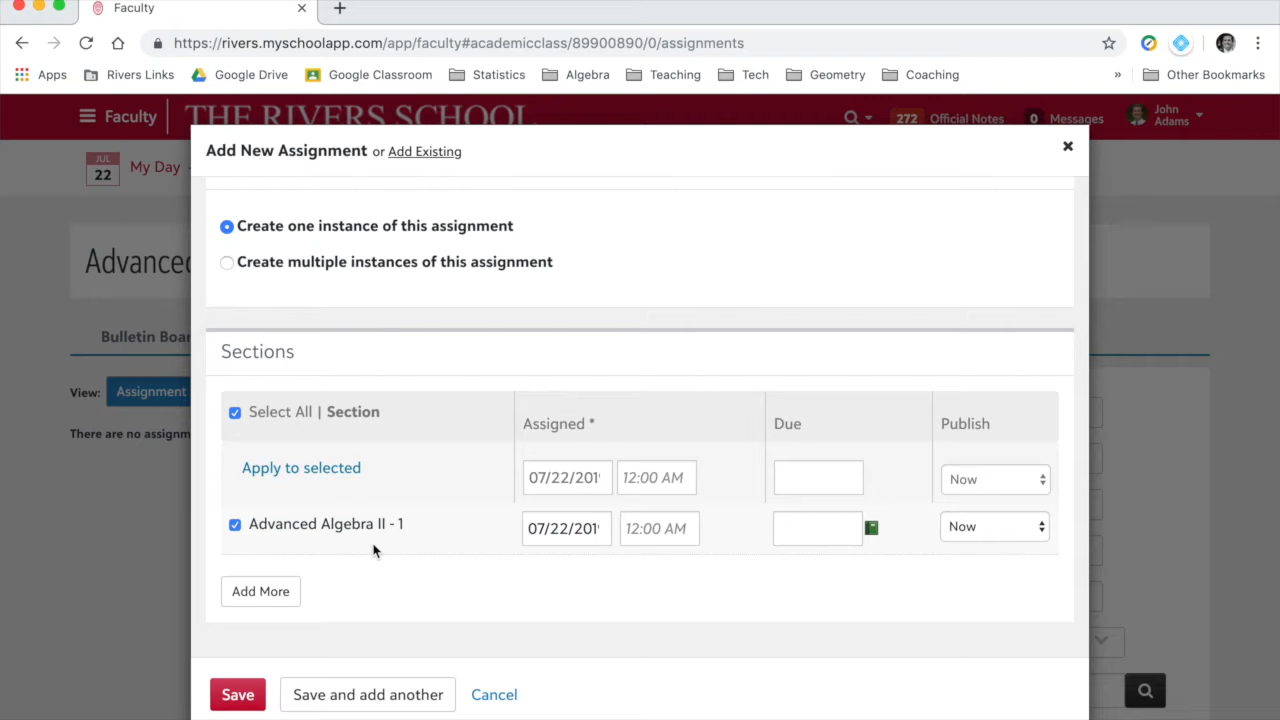 Faculty
https://rivers.myschoolapp.com/app/faculty#academicclass/89900890/0/assignments
Apps Rivers Links Google Drive Google Classroom Statistics Algebra Teaching Tech Geometry Coaching » Other Bookmarks
Faculty THE RIVERS SCHOOL 272 Official Notes 0 Messages John Adams
JUL 22 My Day
Add New Assignment or Add Existing
Create one instance of this assignment
Create multiple instances of this assignment
Advanced
Bulletin Boar
Sections
View: Assignment
Select All | Section Assigned * Due Publish
There are no assignm
Apply to selected 07/22/201 12:00 AM Now
Advanced Algebra II - 1 07/22/201 12:00 AM Now
Add More
Save Save and add another Cancel